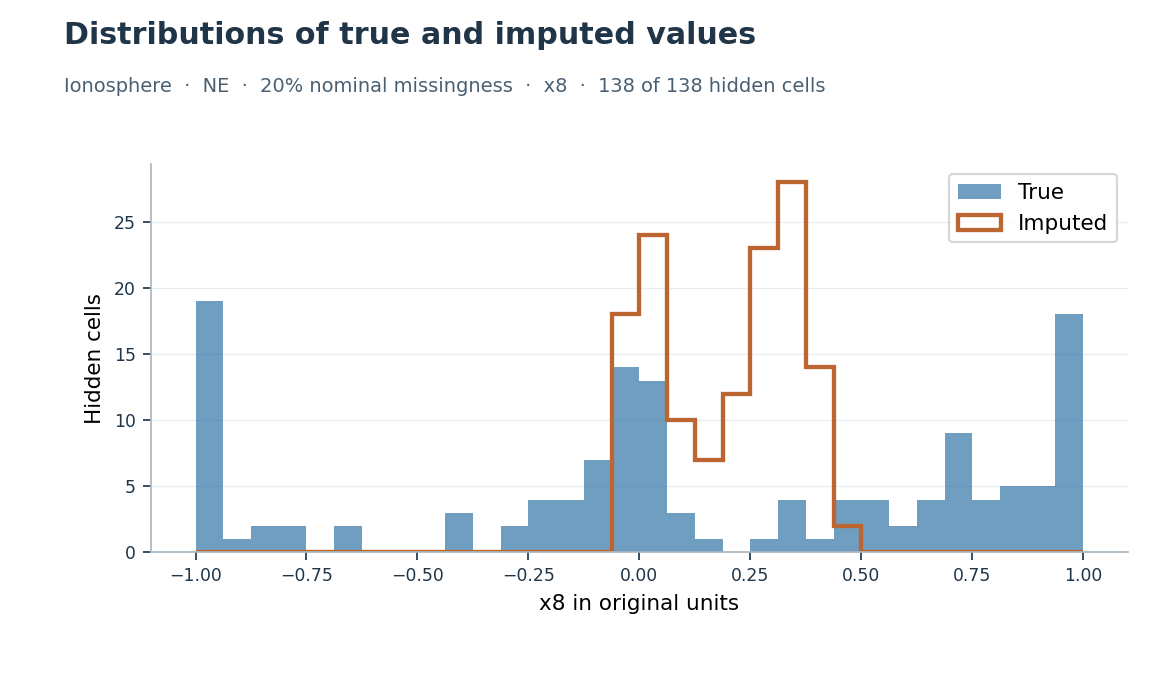 Distributions of true and imputed values
Ionosphere · NE · 20% nominal missingness · x8 · 138 of 138 hidden cells
True
Imputed
Hidden cells
25
20
15
10
5
0
−1.00 −0.75 −0.50 −0.25 0.00 0.25 0.50 0.75 1.00
x8 in original units